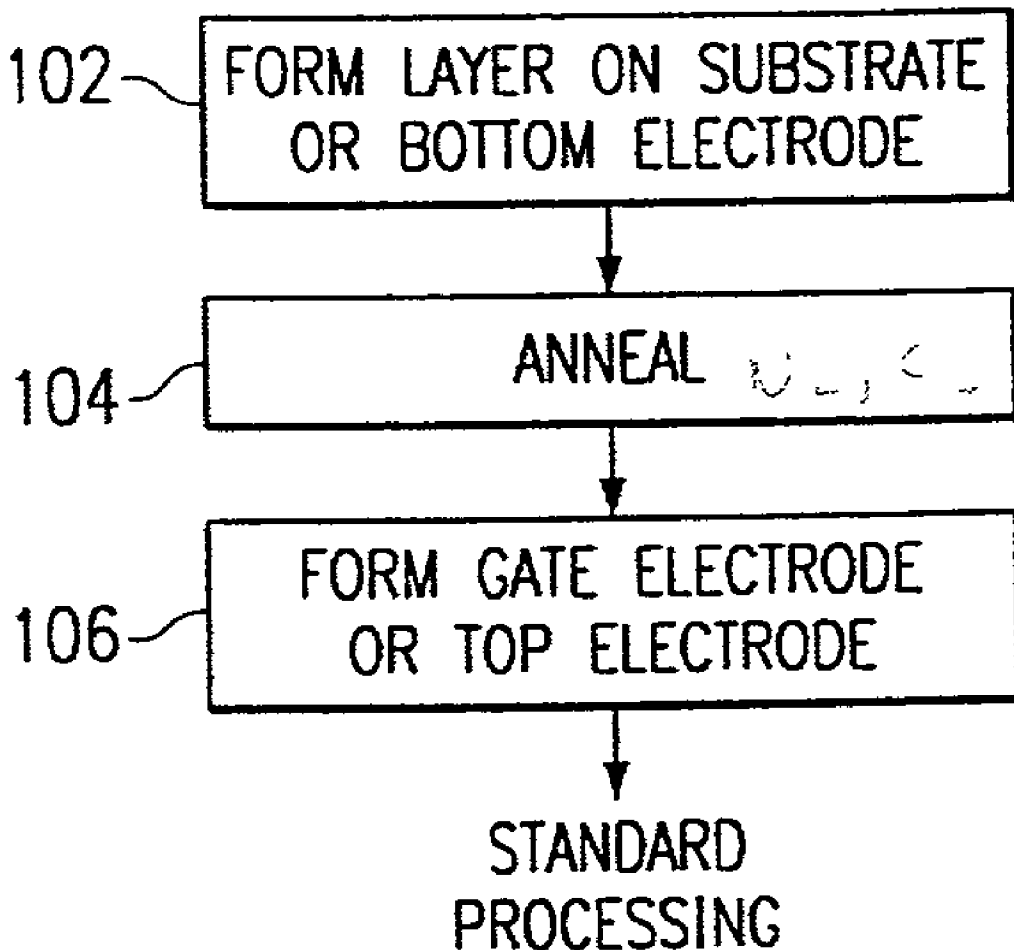 102
FORM LAYER ON SUBSTRATE
OR BOTTOM ELECTRODE
104
ANNEAL
106
FORM GATE ELECTRODE
OR TOP ELECTRODE
STANDARD
PROCESSING